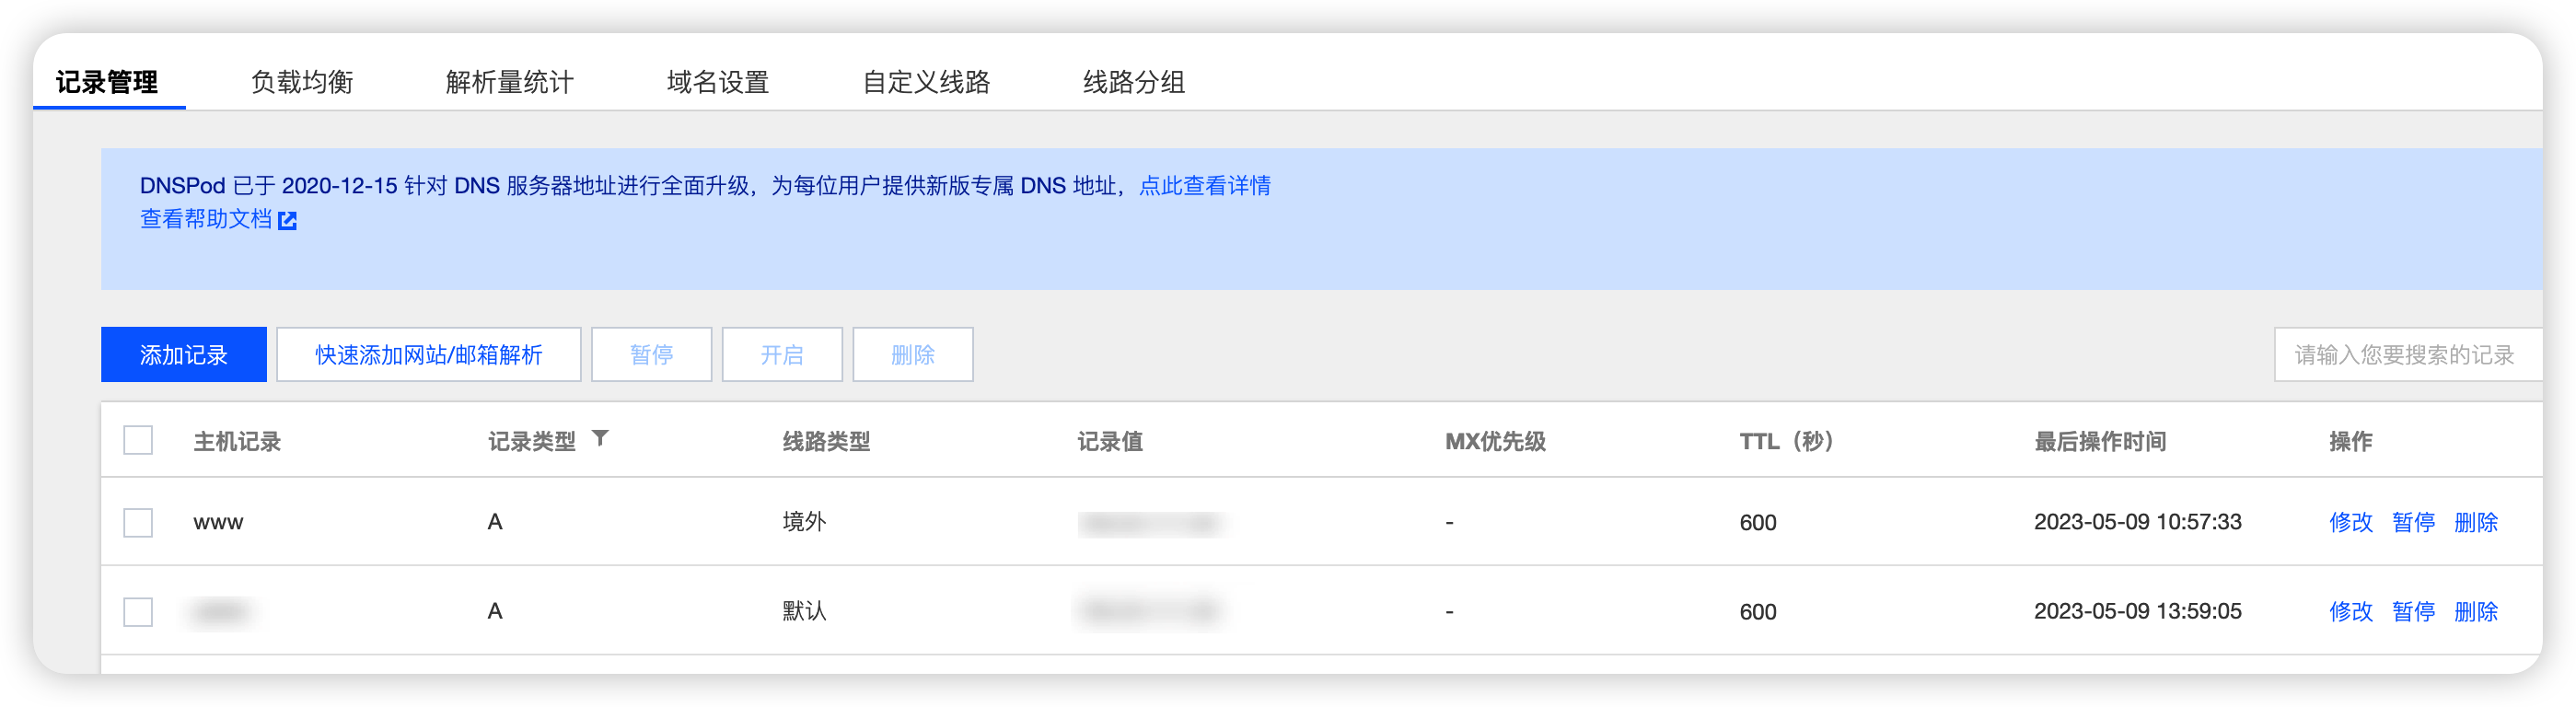 记录管理 负载均衡 解析量统计 域名设置 自定义线路 线路分组
DNSPod 已于 2020-12-15 针对 DNS 服务器地址进行全面升级，为每位用户提供新版专属 DNS 地址，点此查看详情
查看帮助文档
添加记录 快速添加网站/邮箱解析 暂停 开启 删除 请输入您要搜索的记录
主机记录 记录类型 线路类型 记录值 MX优先级 TTL（秒） 最后操作时间 操作
www A 境外 - 600 2023-05-09 10:57:33 修改 暂停 删除
A 默认 - 600 2023-05-09 13:59:05 修改 暂停 删除